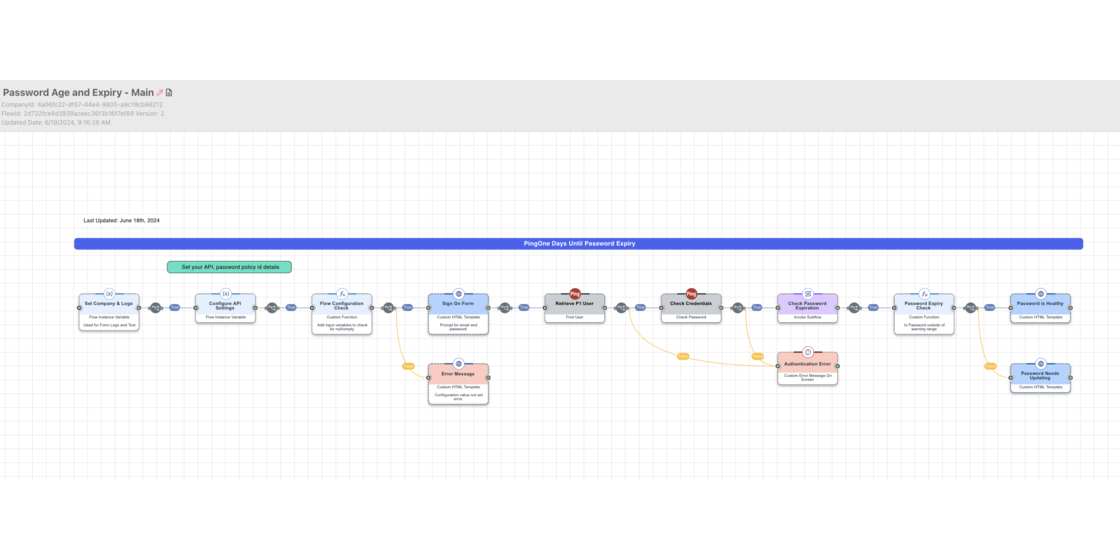 Password Age and Expiry - Main
CompanyId: 4a06fc22-df57-44e4-9805-a9c19cb96212
FlowId: 2d732fce4d3939aceec36f3b16f7ef89 Version: 2
Updated Date: 6/19/2024, 9:16:28 AM
Last Updated: June 18th, 2024
PingOne Days Until Password Expiry
Set your API, password policy id details
Set Company & Logo
Flow Instance Variable
Used for Form Logo and Text
True
Configure API
Settings
Flow Instance Variable
True
Flow Configuration
Check
Custom Function
Add input variables to check
for null/empty
True
False
Sign On Form
Custom HTML Template
Prompt for email and
password
True
Error Message
Custom HTML Template
Configuration value not set
error
Ping
Retrieve P1 User
Find User
True
False
Ping
Check Credentials
Check Password
True
False
Check Password
Expiration
Invoke Subflow
True
Authentication Error
Custom Error Message On
Screen
Password Expiry
Check
Custom Function
Is Password outside of
warning range
True
False
Password is Healthy
Custom HTML Template
Password Needs
Updating
Custom HTML Template